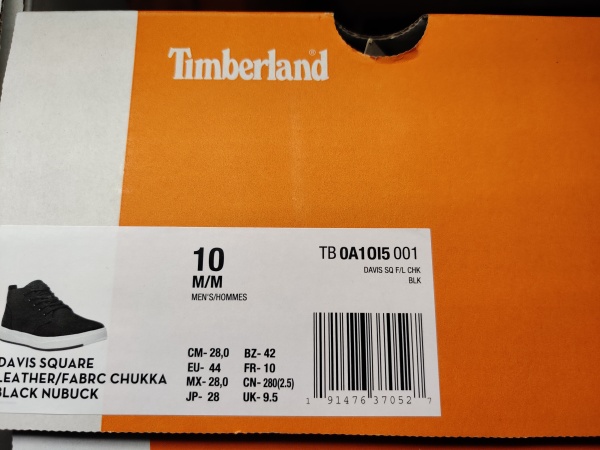 Timberland®
10
M/M
MEN'S/HOMMES
TB 0A1OI5 001
DAVIS SQ F/L CHK
BLK
CM- 28,0 BZ- 42
EU- 44 FR- 10
MX- 28,0 CN- 280(2.5)
JP- 28 UK- 9.5
1 91476 37052 7
DAVIS SQUARE
LEATHER/FABRC CHUKKA
BLACK NUBUCK